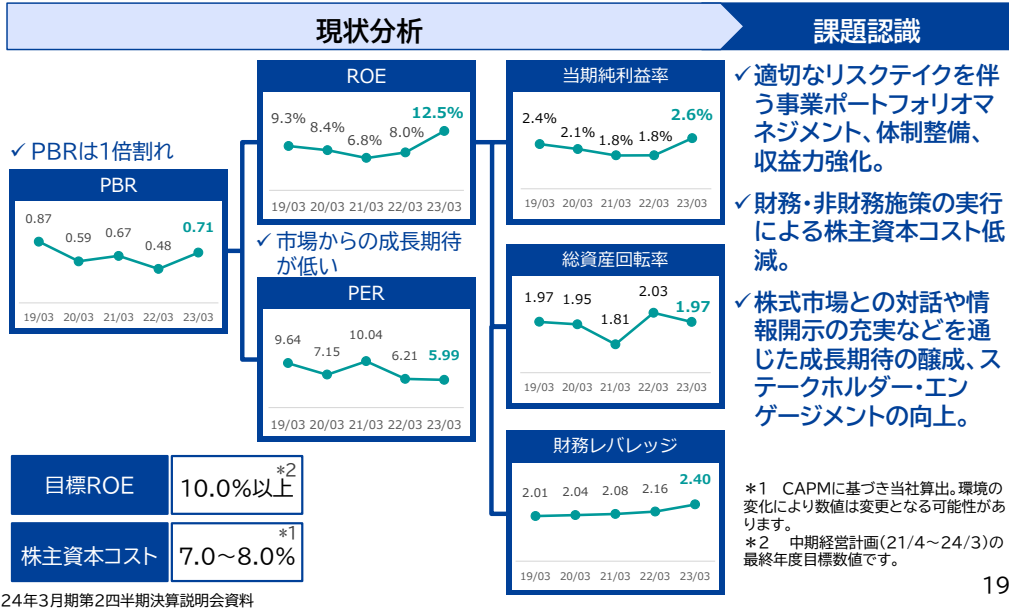 現状分析
課題認識
✓PBRは1倍割れ
PBR
0.87
0.59
0.67
0.48
0.71
19/03 20/03 21/03 22/03 23/03
ROE
9.3%
8.4%
6.8%
8.0%
12.5%
19/03 20/03 21/03 22/03 23/03
✓市場からの成長期待
が低い
PER
9.64
7.15
10.04
6.21
5.99
19/03 20/03 21/03 22/03 23/03
当期純利益率
2.4%
2.1%
1.8%
1.8%
2.6%
19/03 20/03 21/03 22/03 23/03
総資産回転率
1.97
1.95
1.81
2.03
1.97
19/03 20/03 21/03 22/03 23/03
財務レバレッジ
2.01
2.04
2.08
2.16
2.40
19/03 20/03 21/03 22/03 23/03
✓適切なリスクテイクを伴
う事業ポートフォリオマ
ネジメント、体制整備、
収益力強化。
✓財務・非財務施策の実行
による株主資本コスト低
減。
✓株式市場との対話や情
報開示の充実などを通
じた成長期待の醸成、ス
テークホルダー・エン
ゲージメントの向上。
目標ROE
10.0%以上*2
株主資本コスト
7.0～8.0%*1
*1 CAPMに基づき当社算出。環境の
変化により数値は変更となる可能性があ
ります。
*2 中期経営計画(21/4～24/3)の
最終年度目標数値です。
24年3月期第2四半期決算説明会資料
19